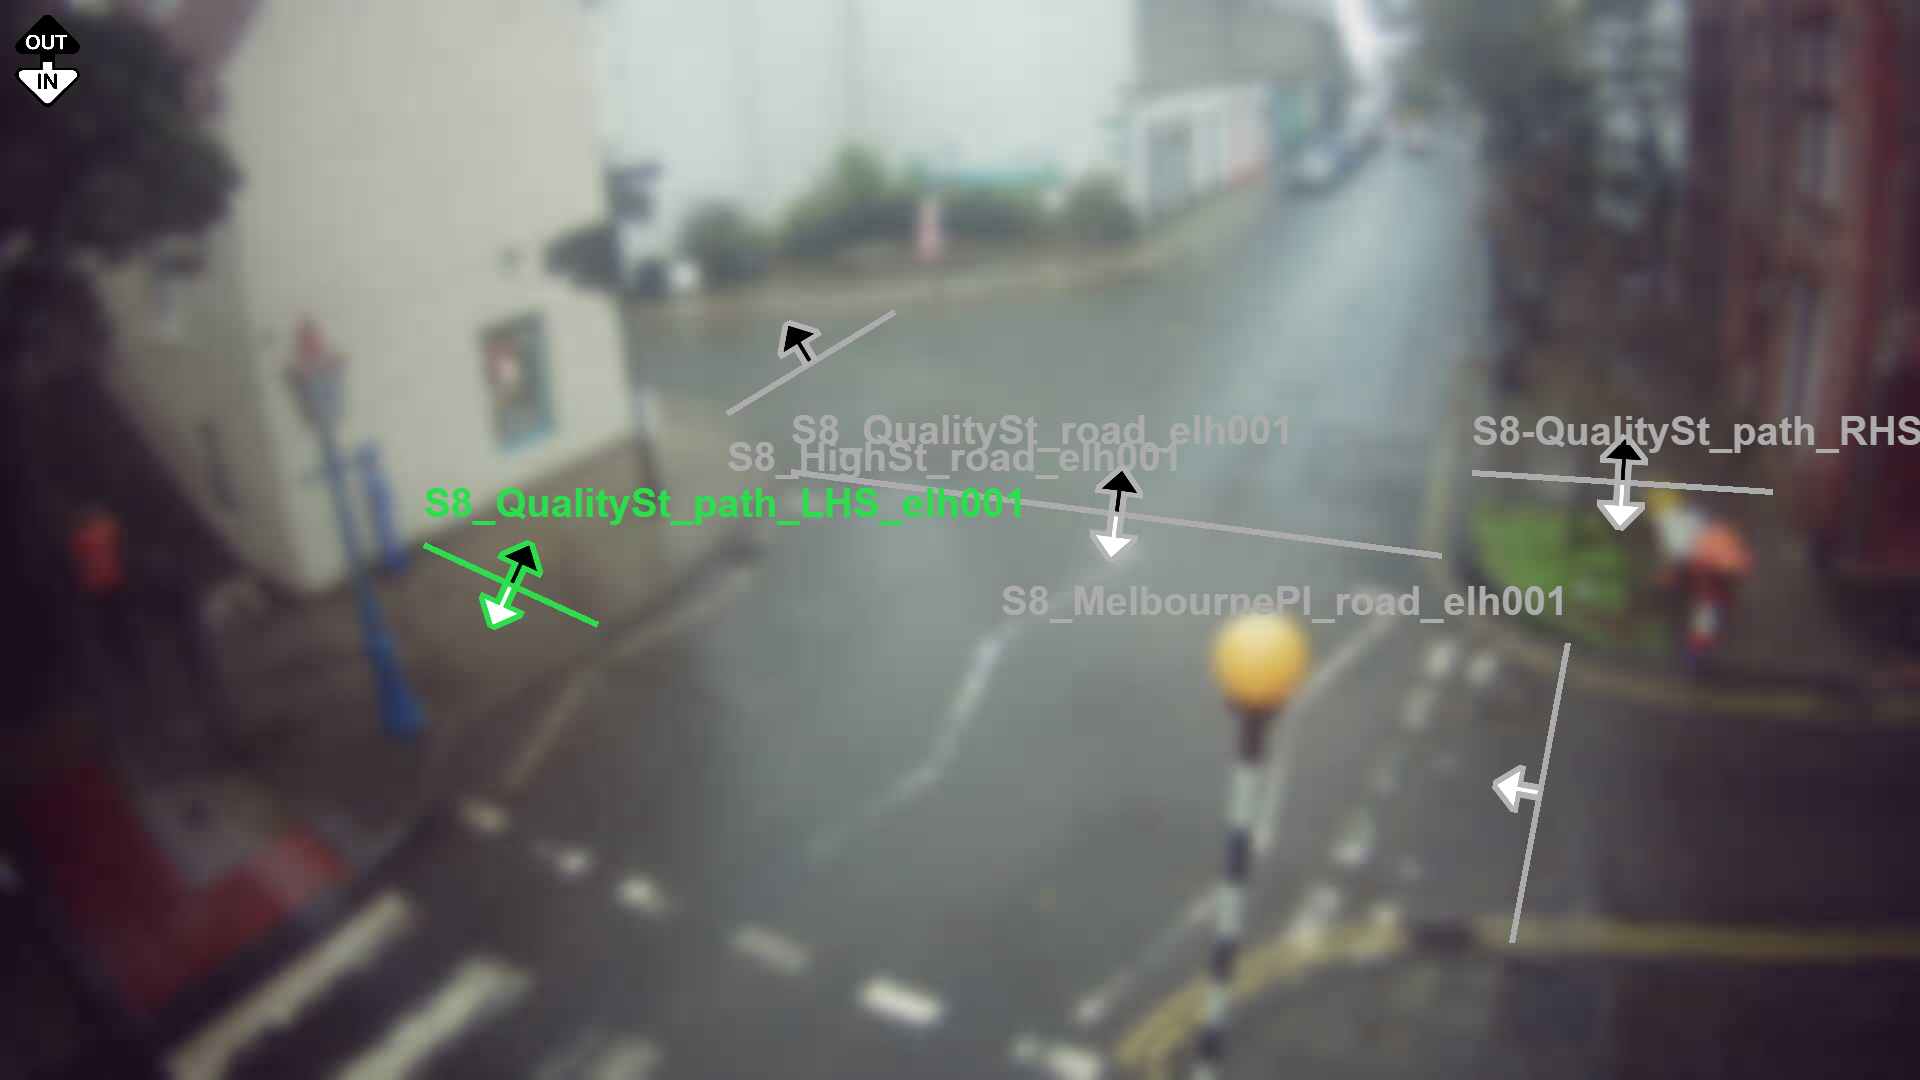 OUT
IN
S8_QualitySt_road_elh001
S8-QualitySt_path_RHS
S8_HighSt_road_elh001
S8_QualitySt_path_LHS_elh001
S8_MelbournePl_road_elh001